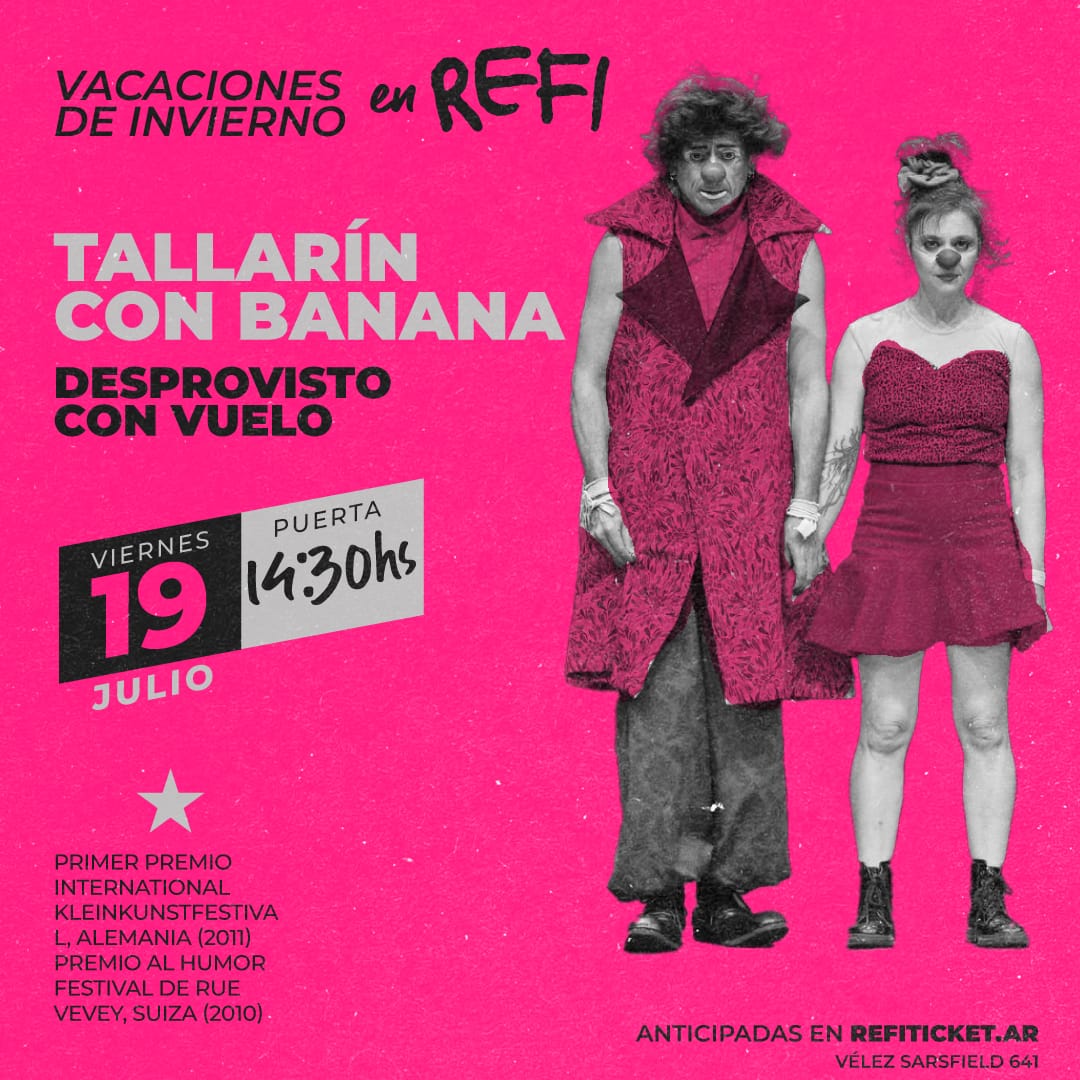 VACACIONES
DE INVIERNO
en REFI
TALLARÍN
CON BANANA
DESPROVISTO
CON VUELO
VIERNES
19
JULIO
PUERTA
14:30hs
PRIMER PREMIO
INTERNATIONAL
KLEINKUNSTFESTIVA
L, ALEMANIA (2011)
PREMIO AL HUMOR
FESTIVAL DE RUE
VEVEY, SUIZA (2010)
ANTICIPADAS EN REFITICKET.AR
VÉLEZ SARSFIELD 641